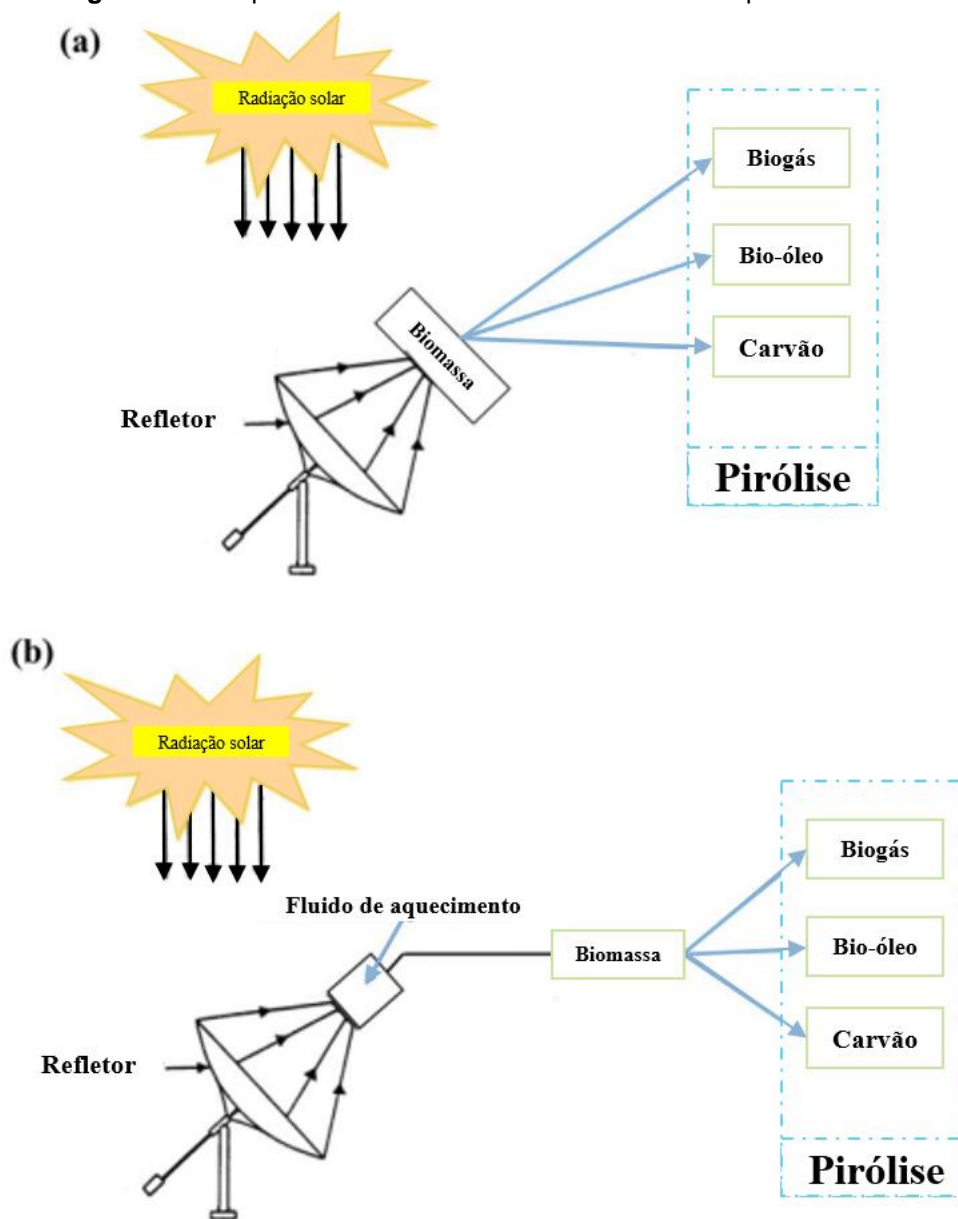 (a)
Radiação solar
Biogás
Bio-óleo
Biomassa
Carvão
Refletor
Pirólise
(b)
Radiação solar
Biogás
Fluido de aquecimento
Biomassa
Bio-óleo
Carvão
Refletor
Pirólise